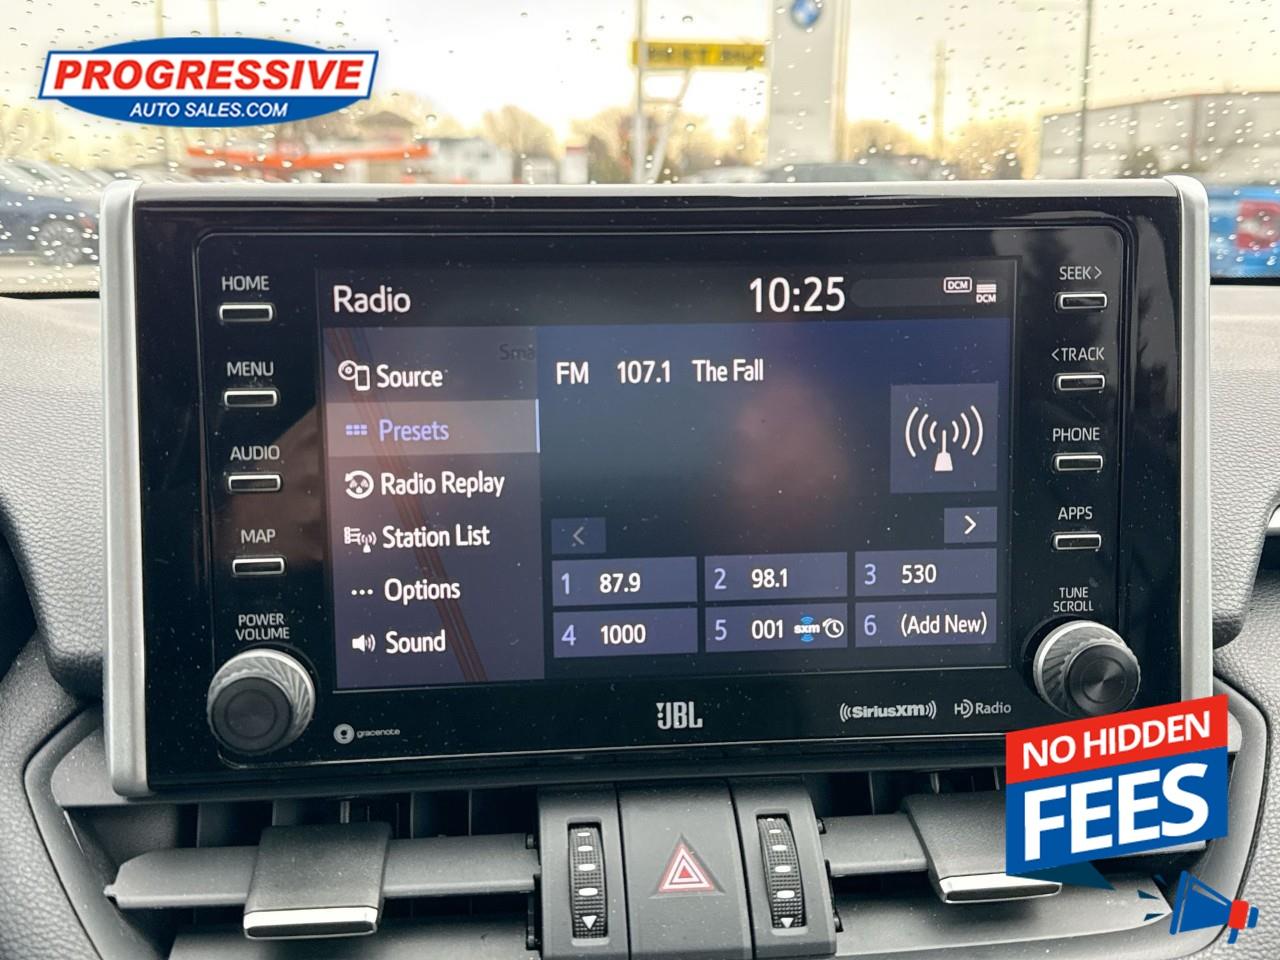 PROGRESSIVE
AUTO SALES.COM
HOME
MENU
AUDIO
MAP
POWER
VOLUME
Radio
10:25
DCM
DCM
Source
Presets
Radio Replay
Station List
Options
Sound
FM 107.1 The Fall
<
>
1 87.9
2 98.1
3 530
4 1000
5 001 sxm
6 (Add New)
SEEK>
<TRACK
PHONE
APPS
TUNE
SCROLL
gracenote
JBL
((SiriusXM))
HD Radio
NO HIDDEN
FEES